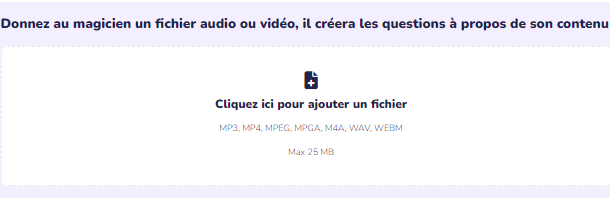 Donnez au magicien un fichier audio ou vidéo, il créera les questions à propos de son contenu
Cliquez ici pour ajouter un fichier
MP3, MP4, MPEG, MPGA, M4A, WAV, WEBM
Max 25 MB